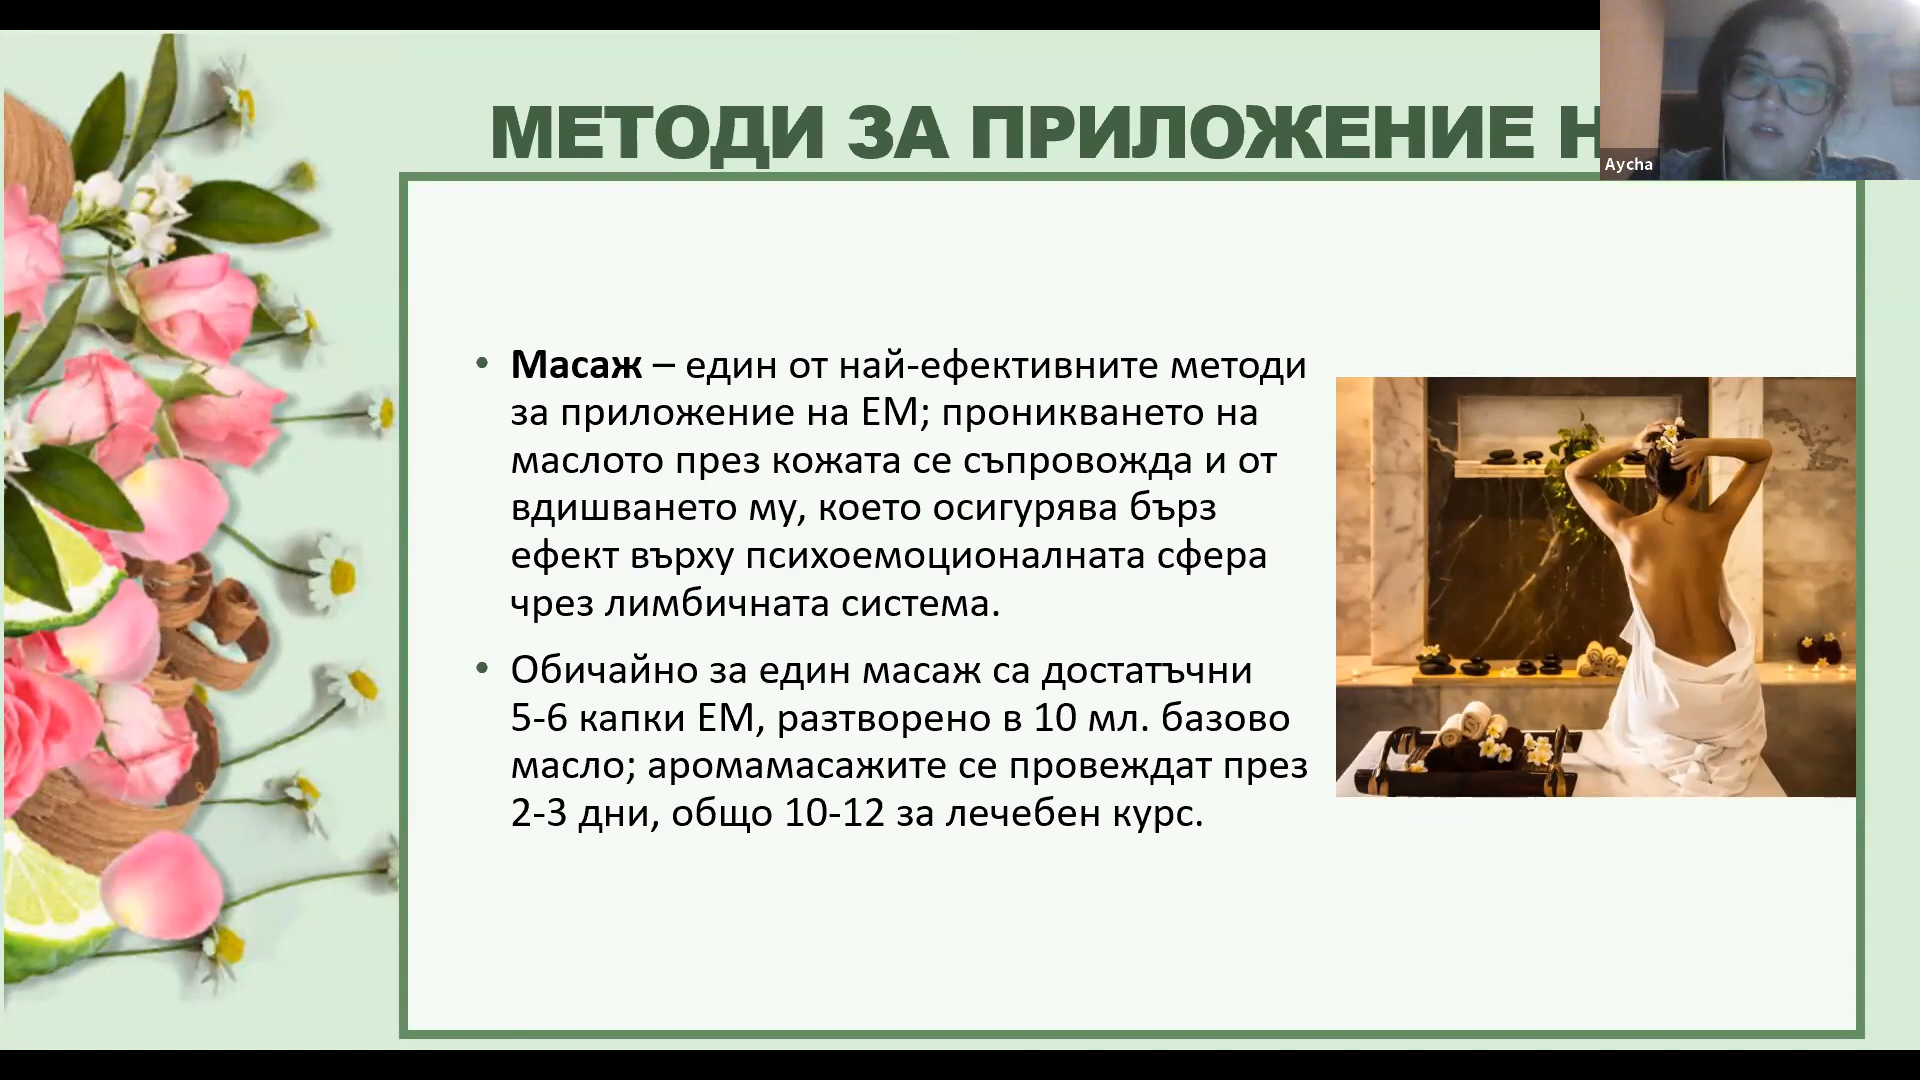 МЕТОДИ ЗА ПРИЛОЖЕНИЕ
Aycha
• Масаж – един от най-ефективните методи
за приложение на ЕМ; проникването на
маслото през кожата се съпровожда и от
вдишването му, което осигурява бърз
ефект върху психоемоционалната сфера
чрез лимбичната система.
• Обичайно за един масаж са достатъчни
5-6 капки ЕМ, разтворено в 10 мл. базово
масло; аромамасажите се провеждат през
2-3 дни, общо 10-12 за лечебен курс.